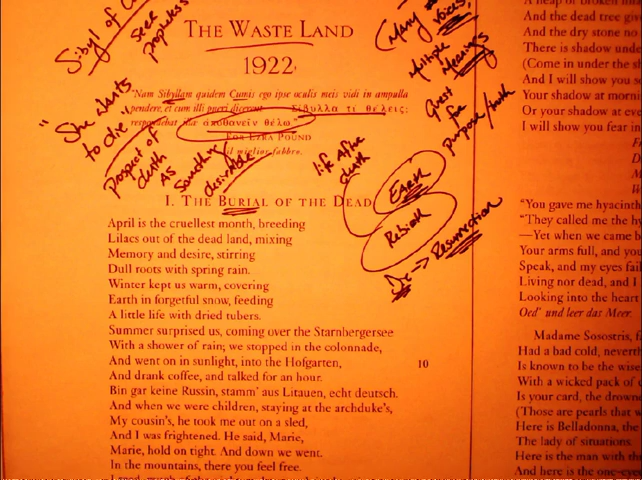 Sibyl of
seek
prophetess
"She wants
to die"
prospect of
death
as
something
desirable
THE WASTE LAND
1922
"Nam Sibyllam quidem Cumis ego ipse oculis meis vidi in ampulla
pendere, et cum illi pueri dicerent: Σίβυλλα τί θέλεις;
respondebat illa: ἀποθανεῖν θέλω."
FOR EZRA POUND
il miglior fabbro.
(Many
voices,
Multiple
Meanings
Quest
for
purpose/truth
life after
death
Earth
Rebirth
Die -> Resurrection
I. THE BURIAL OF THE DEAD
April is the cruellest month, breeding
Lilacs out of the dead land, mixing
Memory and desire, stirring
Dull roots with spring rain.
Winter kept us warm, covering
Earth in forgetful snow, feeding
A little life with dried tubers.
Summer surprised us, coming over the Starnbergersee
With a shower of rain; we stopped in the colonnade,
And went on in sunlight, into the Hofgarten, 10
And drank coffee, and talked for an hour.
Bin gar keine Russin, stamm' aus Litauen, echt deutsch.
And when we were children, staying at the archduke's,
My cousin's, he took me out on a sled,
And I was frightened. He said, Marie,
Marie, hold on tight. And down we went.
In the mountains, there you feel free.
A heap of broken
And the dead tree
And the dry stone no
There is shadow unde
(Come in under the sh
And I will show you s
Your shadow at morni
Or your shadow at eve
I will show you fear in
"You gave me hyacinth
"They called me the hy
—Yet when we came b
Your arms full, and you
Speak, and my eyes fai
Living nor dead, and I
Looking into the heart
Oed' und leer das Meer.
Madame Sosostris, fa
Had a bad cold, neverth
Is known to be the wise
With a wicked pack of c
Is your card, the drown
(Those are pearls that w
Here is Belladonna, the
The lady of situations.
Here is the man with th
And here is the one-eye